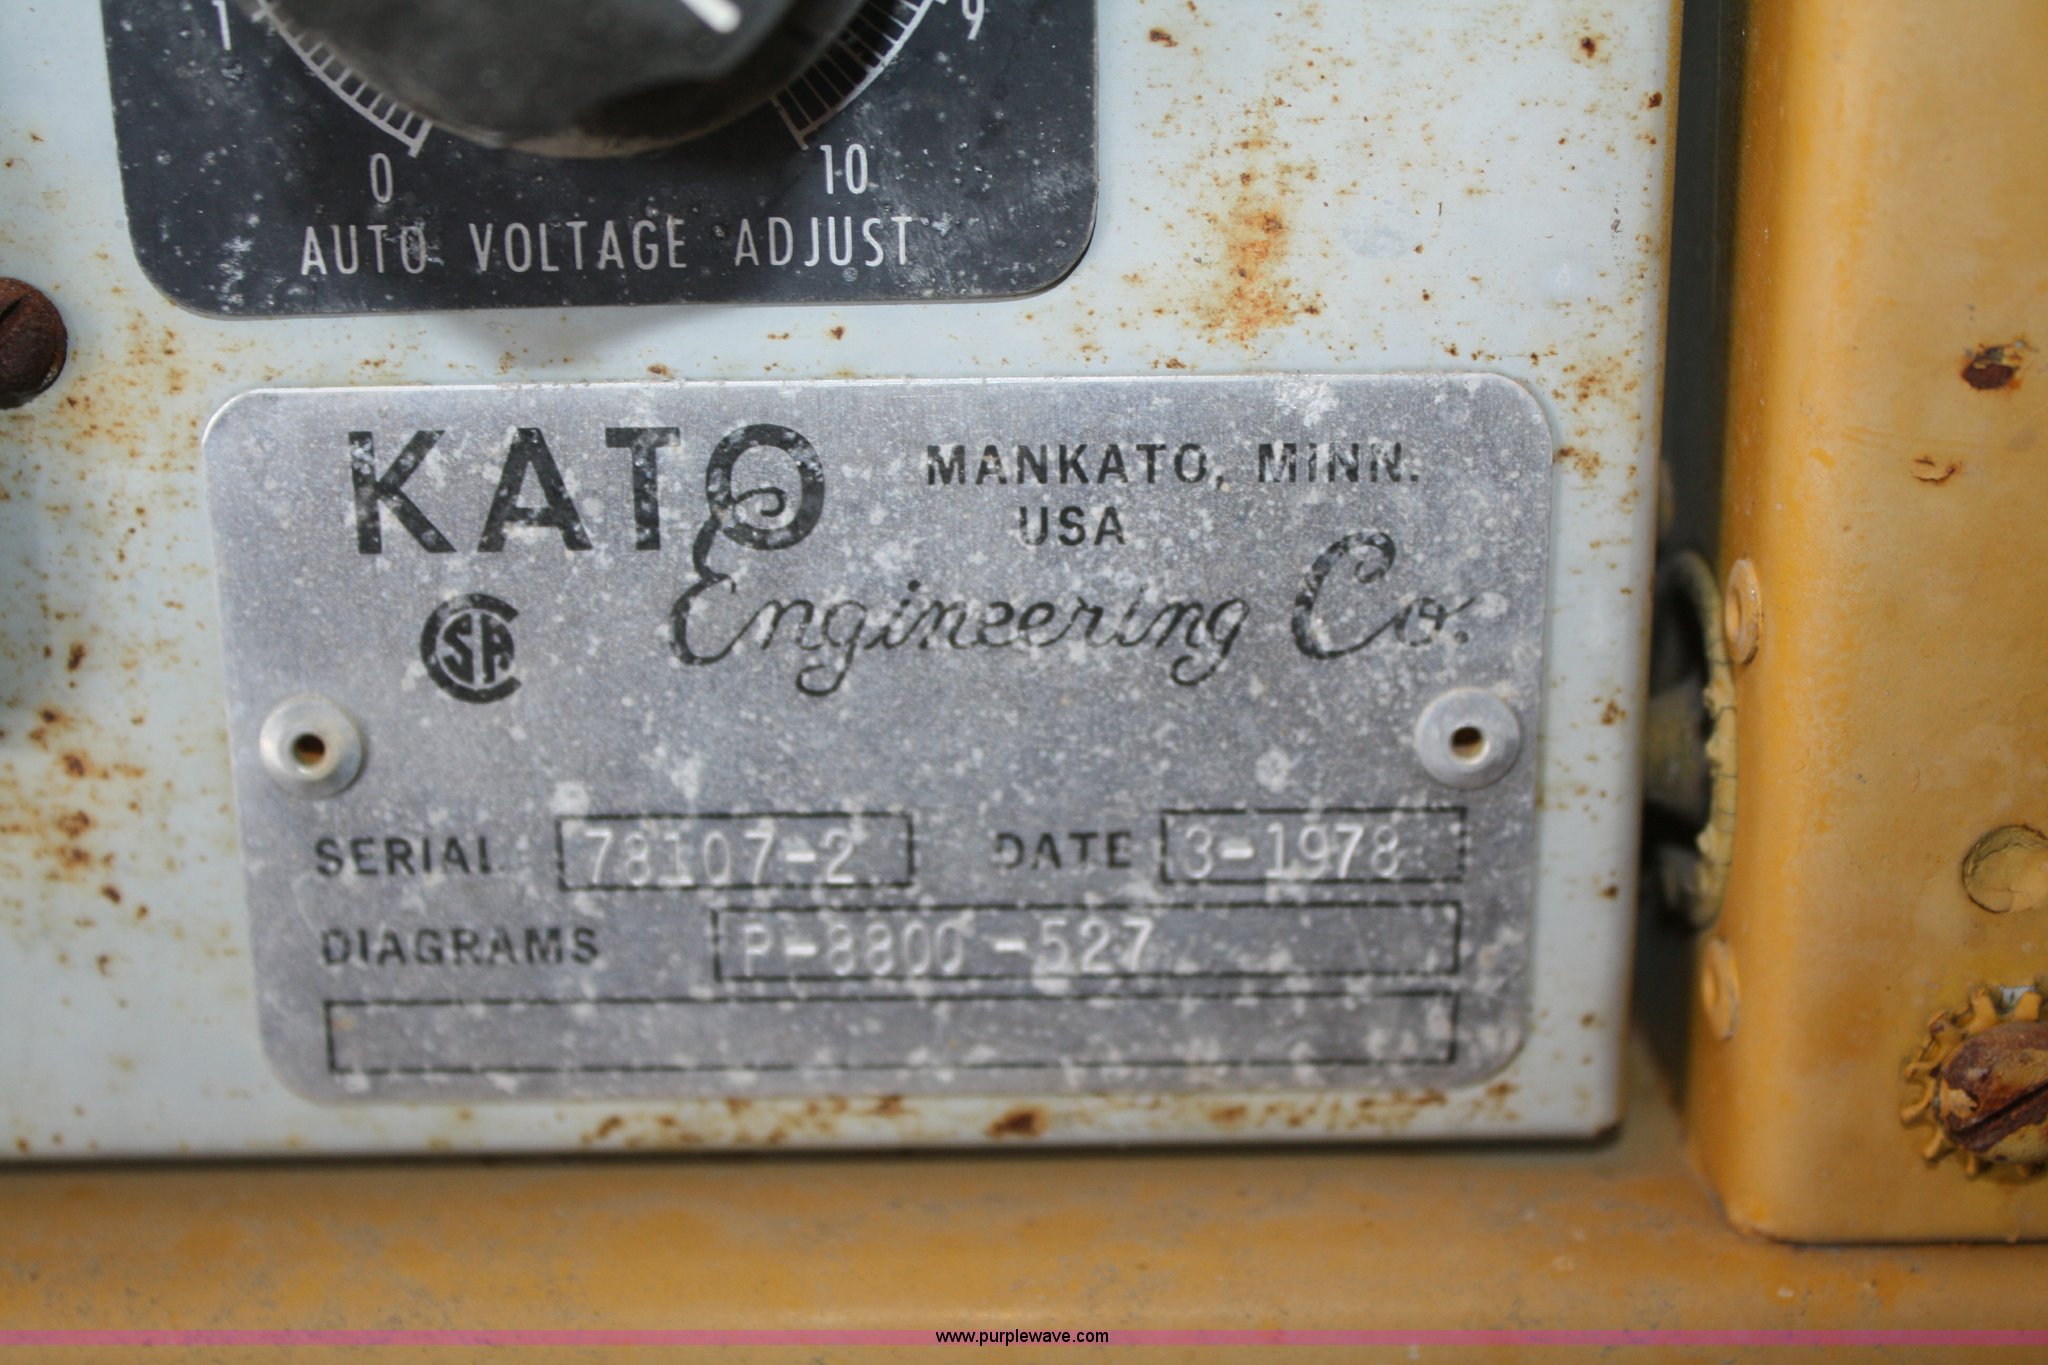 1 9
0 10
AUTO VOLTAGE ADJUST
KATO MANKATO, MINN.
USA
Engineering Co.
CSA
SERIAL 78107-2 DATE 3-1978
DIAGRAMS P-8800-527
www.purplewave.com